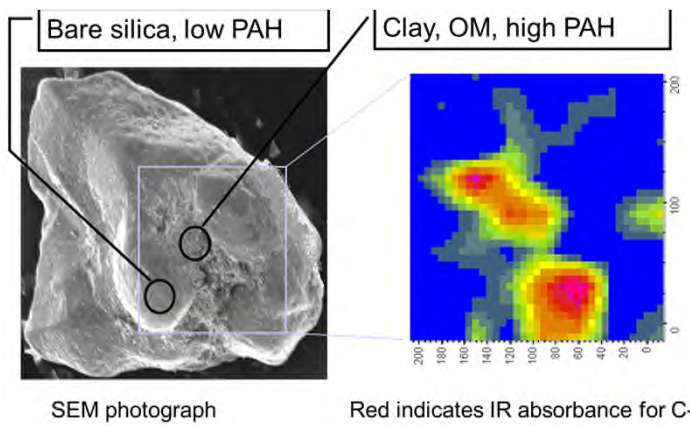 Bare silica, low PAH
Clay, OM, high PAH
200
100
0
200 180 160 140 120 100 80 60 40 20 0
SEM photograph
Red indicates IR absorbance for C-